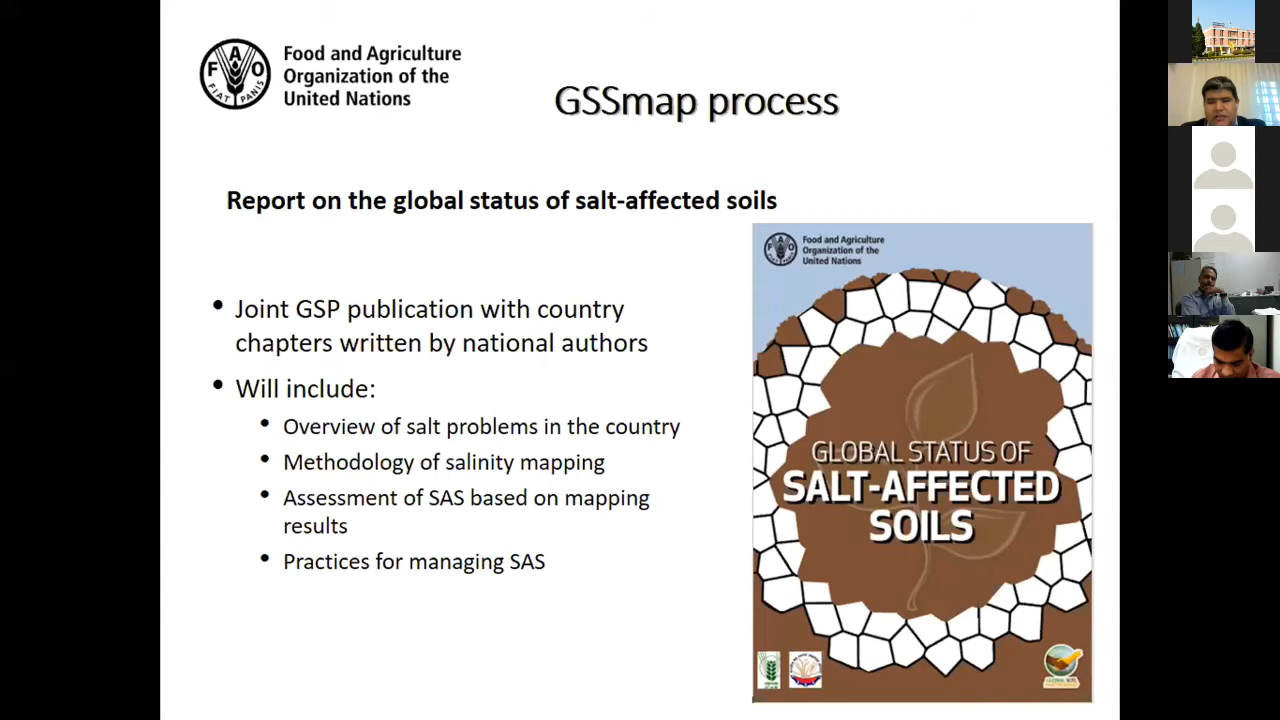 Food and Agriculture
Organization of the
United Nations
FAO
FIAT PANIS
GSSmap process
Report on the global status of salt-affected soils
• Joint GSP publication with country
chapters written by national authors
• Will include:
• Overview of salt problems in the country
• Methodology of salinity mapping
• Assessment of SAS based on mapping
results
• Practices for managing SAS
Food and Agriculture
Organization of the
United Nations
GLOBAL STATUS OF
SALT-AFFECTED
SOILS